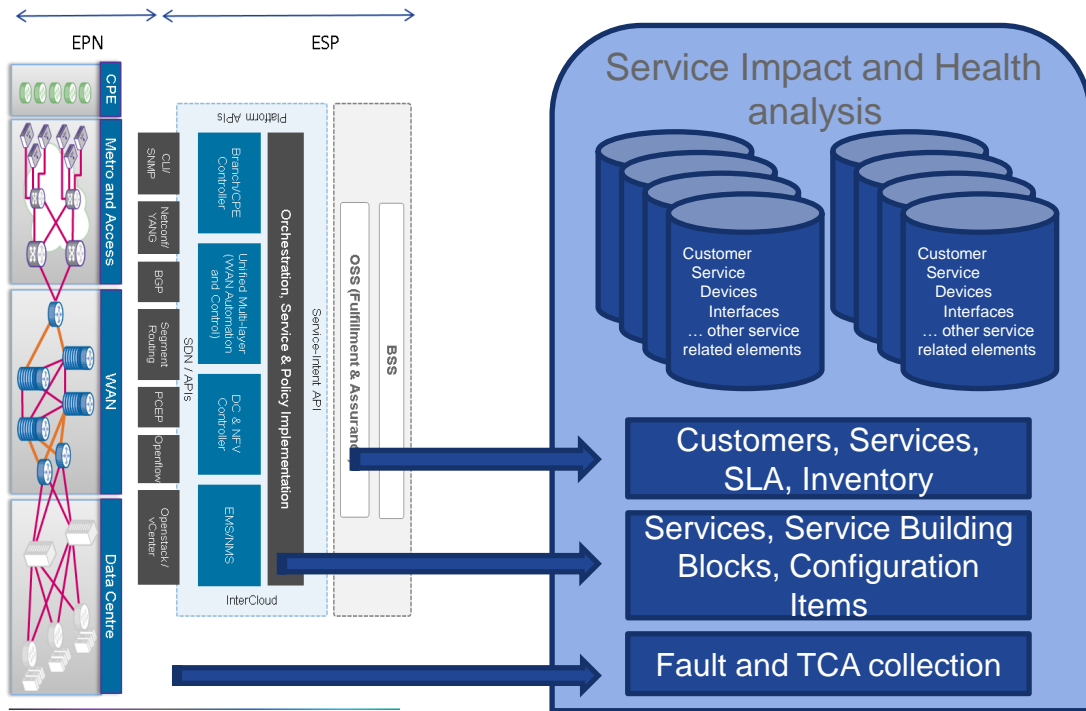 EPN
ESP
CPE
Metro and Access
WAN
Data Centre
CLI/
SNMP
Netconf/
YANG
BGP
Segment
Routing
PCEP
Openflow
Openstack/
vCenter
SDN / APIs
Platform APIs
Branch/CPE
Controller
Unified Multi-layer
(WAN Automation
and Control)
DC & NFV
Controller
EMS/NMS
Orchestration, Service & Policy Implementation
Service-Intent API
InterCloud
OSS (Fulfillment & Assurance)
BSS
Service Impact and Health
analysis
Customer
Service
Devices
Interfaces
… other service
related elements
Customer
Service
Devices
Interfaces
… other service
related elements
Customers, Services,
SLA, Inventory
Services, Service Building
Blocks, Configuration
Items
Fault and TCA collection